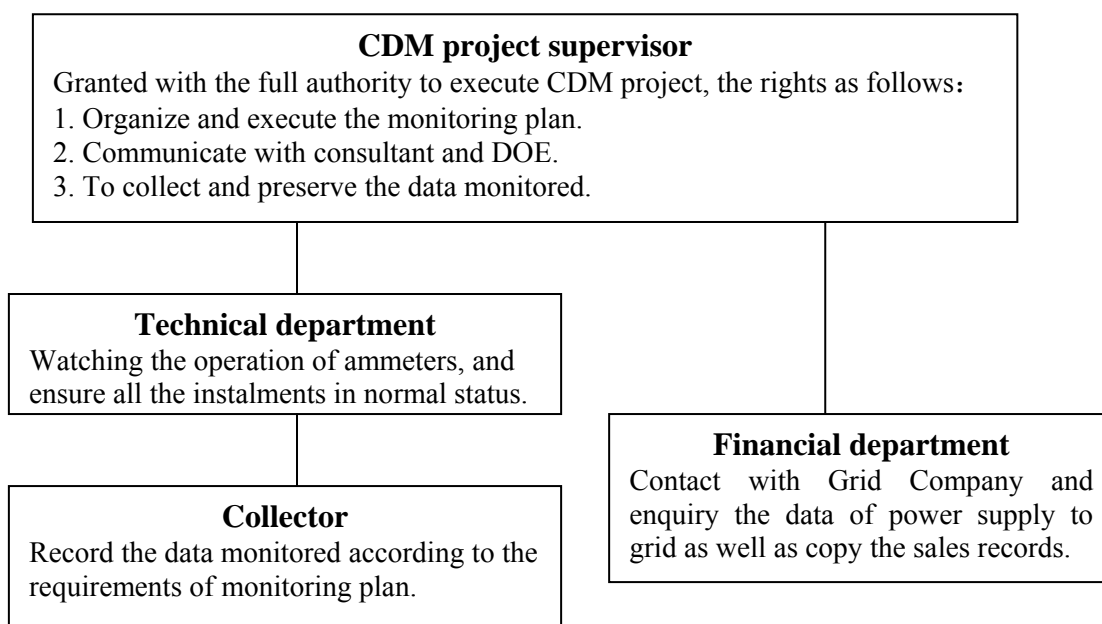 CDM project supervisor
Granted with the full authority to execute CDM project, the rights as follows：
1. Organize and execute the monitoring plan.
2. Communicate with consultant and DOE.
3. To collect and preserve the data monitored.
Technical department
Watching the operation of ammeters, and
ensure all the instalments in normal status.
Financial department
Contact with Grid Company and
enquiry the data of power supply to
grid as well as copy the sales records.
Collector
Record the data monitored according to the
requirements of monitoring plan.